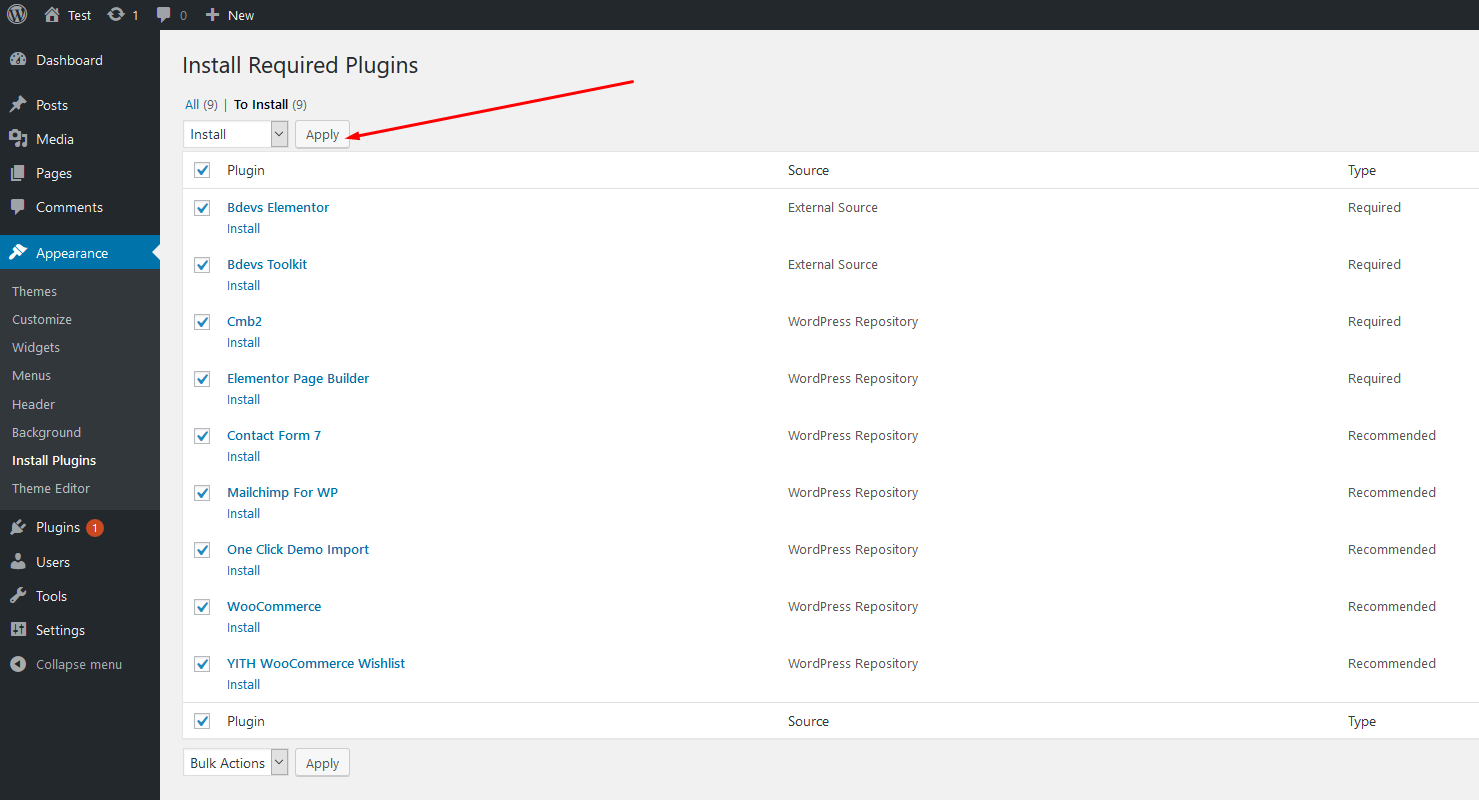 Test 1 0 New
Dashboard
Posts
Media
Pages
Comments
Appearance
Themes
Customize
Widgets
Menus
Header
Background
Install Plugins
Theme Editor
Plugins 1
Users
Tools
Settings
Collapse menu
Install Required Plugins
All (9) | To Install (9)
Install Apply
Plugin Source Type
Bdevs Elementor External Source Required
Install
Bdevs Toolkit External Source Required
Install
Cmb2 WordPress Repository Required
Install
Elementor Page Builder WordPress Repository Required
Install
Contact Form 7 WordPress Repository Recommended
Install
Mailchimp For WP WordPress Repository Recommended
Install
One Click Demo Import WordPress Repository Recommended
Install
WooCommerce WordPress Repository Recommended
Install
YITH WooCommerce Wishlist WordPress Repository Recommended
Install
Plugin Source Type
Bulk Actions Apply